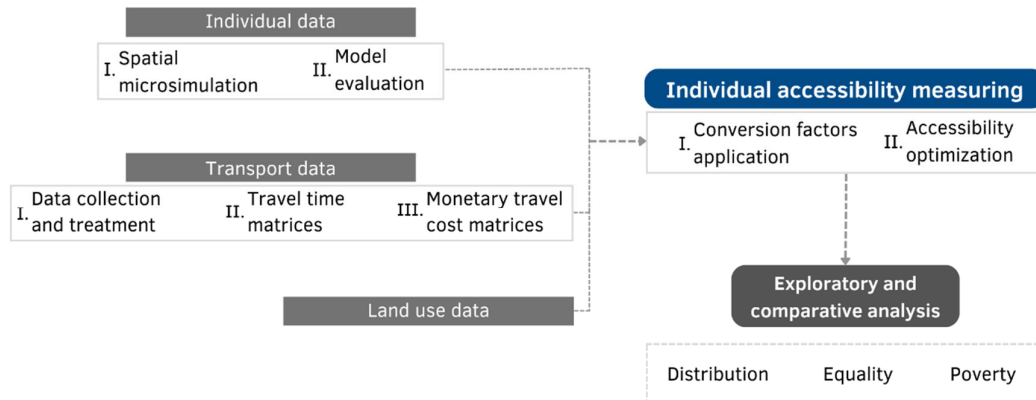 Individual data
I. Spatial microsimulation
II. Model evaluation
Transport data
I. Data collection and treatment
II. Travel time matrices
III. Monetary travel cost matrices
Land use data
Individual accessibility measuring
I. Conversion factors application
II. Accessibility optimization
Exploratory and
comparative analysis
Distribution Equality Poverty